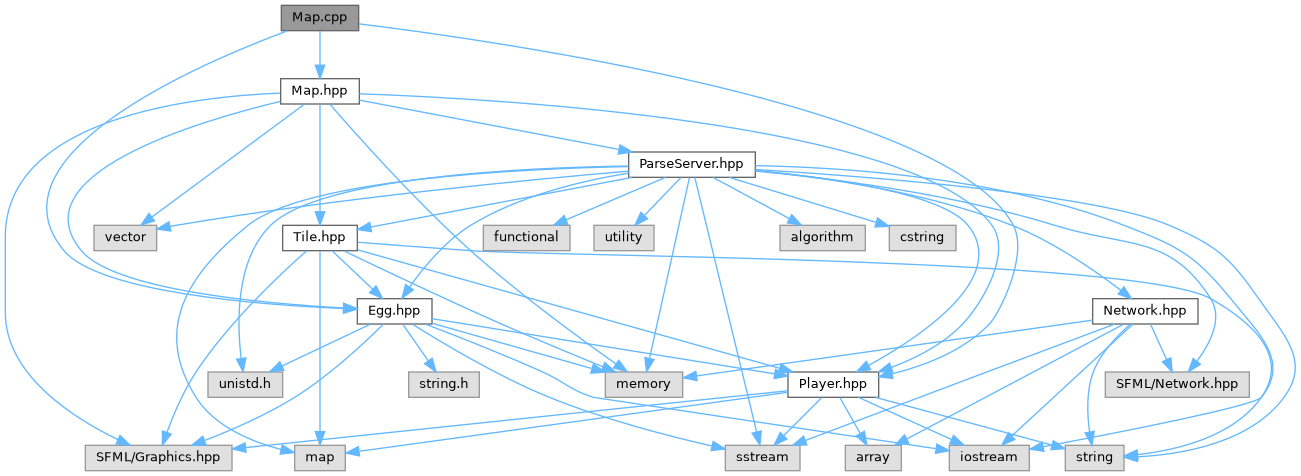 Map.cpp
Map.hpp
ParseServer.hpp
vector
Tile.hpp
functional
utility
algorithm
cstring
Egg.hpp
Network.hpp
unistd.h
string.h
memory
Player.hpp
SFML/Network.hpp
SFML/Graphics.hpp
map
sstream
array
iostream
string